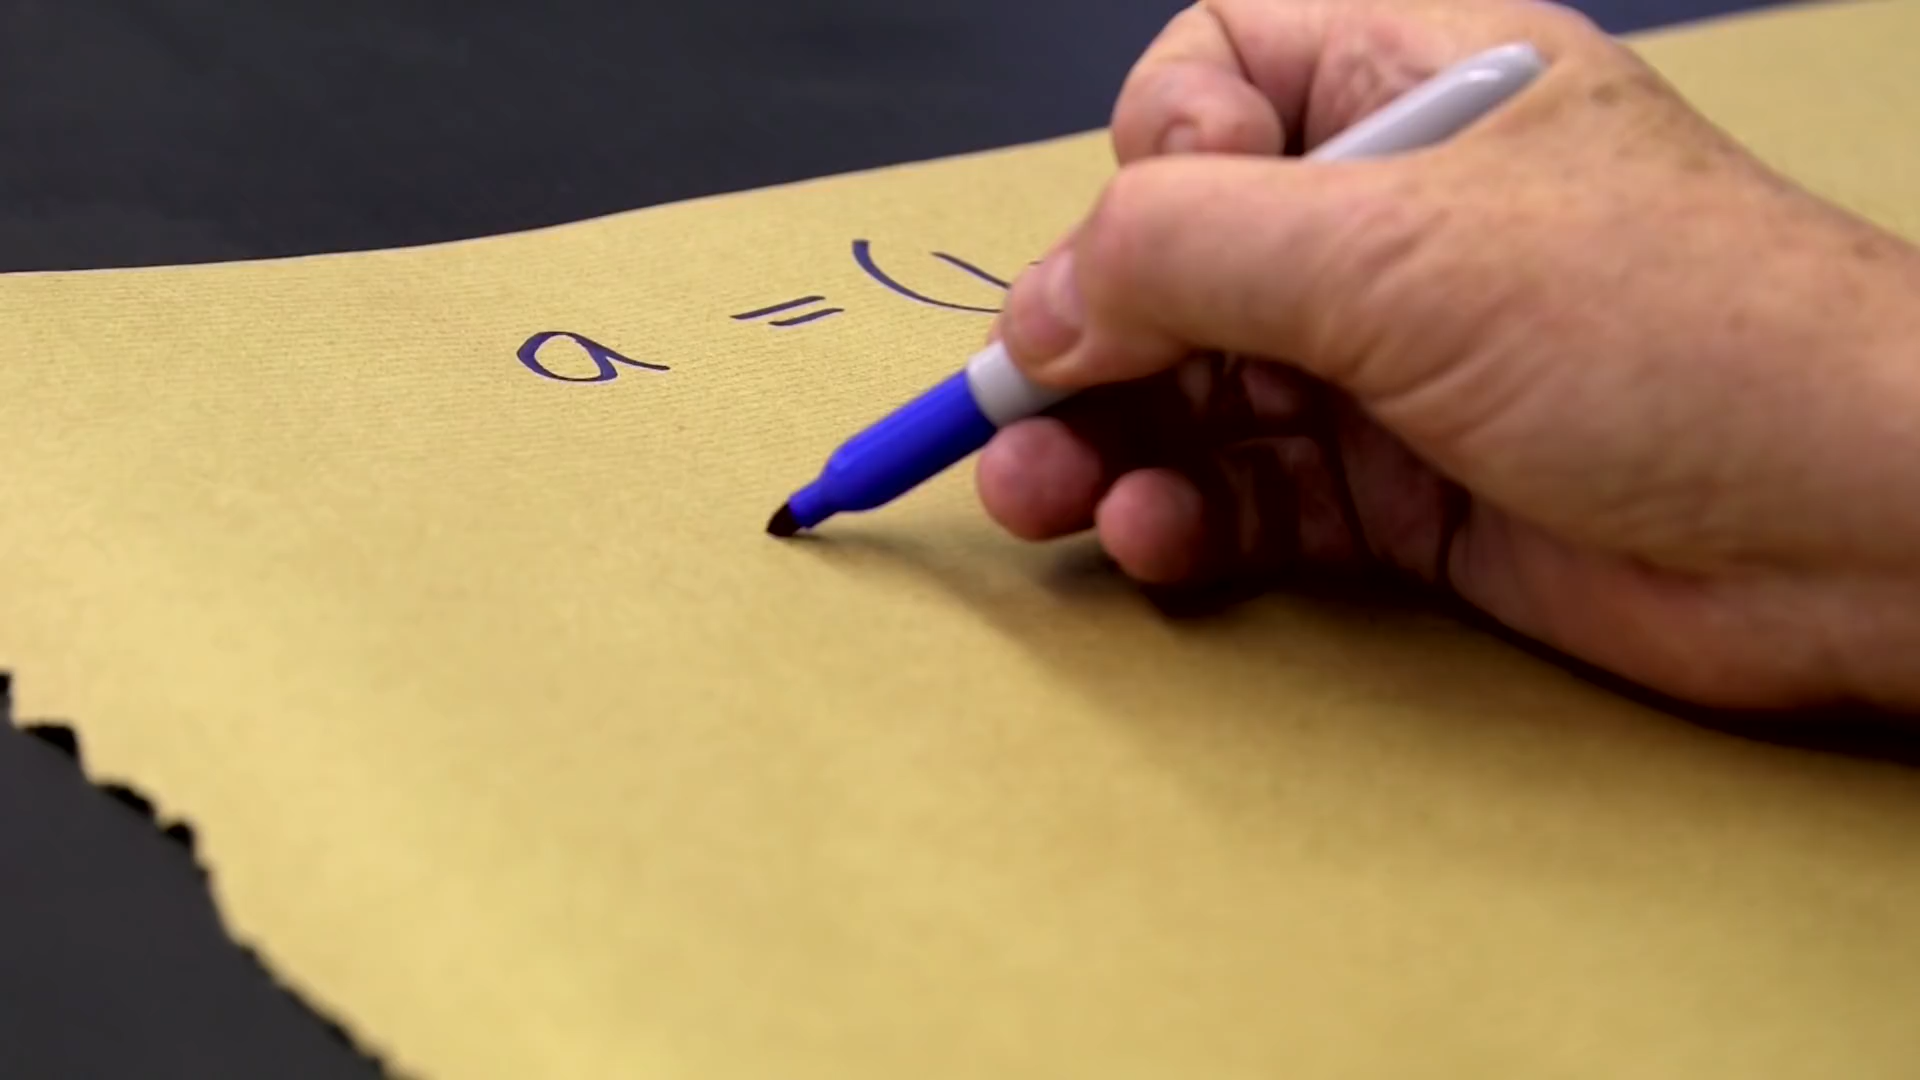 a = (